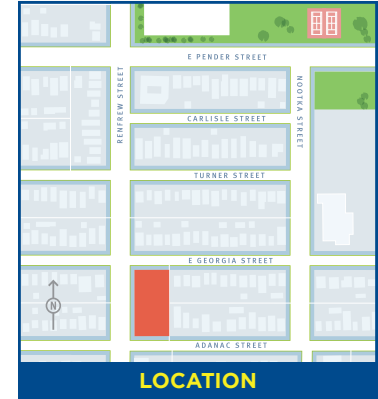 E PENDER STREET
RENFREW STREET
NOOTKA STREET
CARLISLE STREET
TURNER STREET
E GEORGIA STREET
N
ADANAC STREET
LOCATION